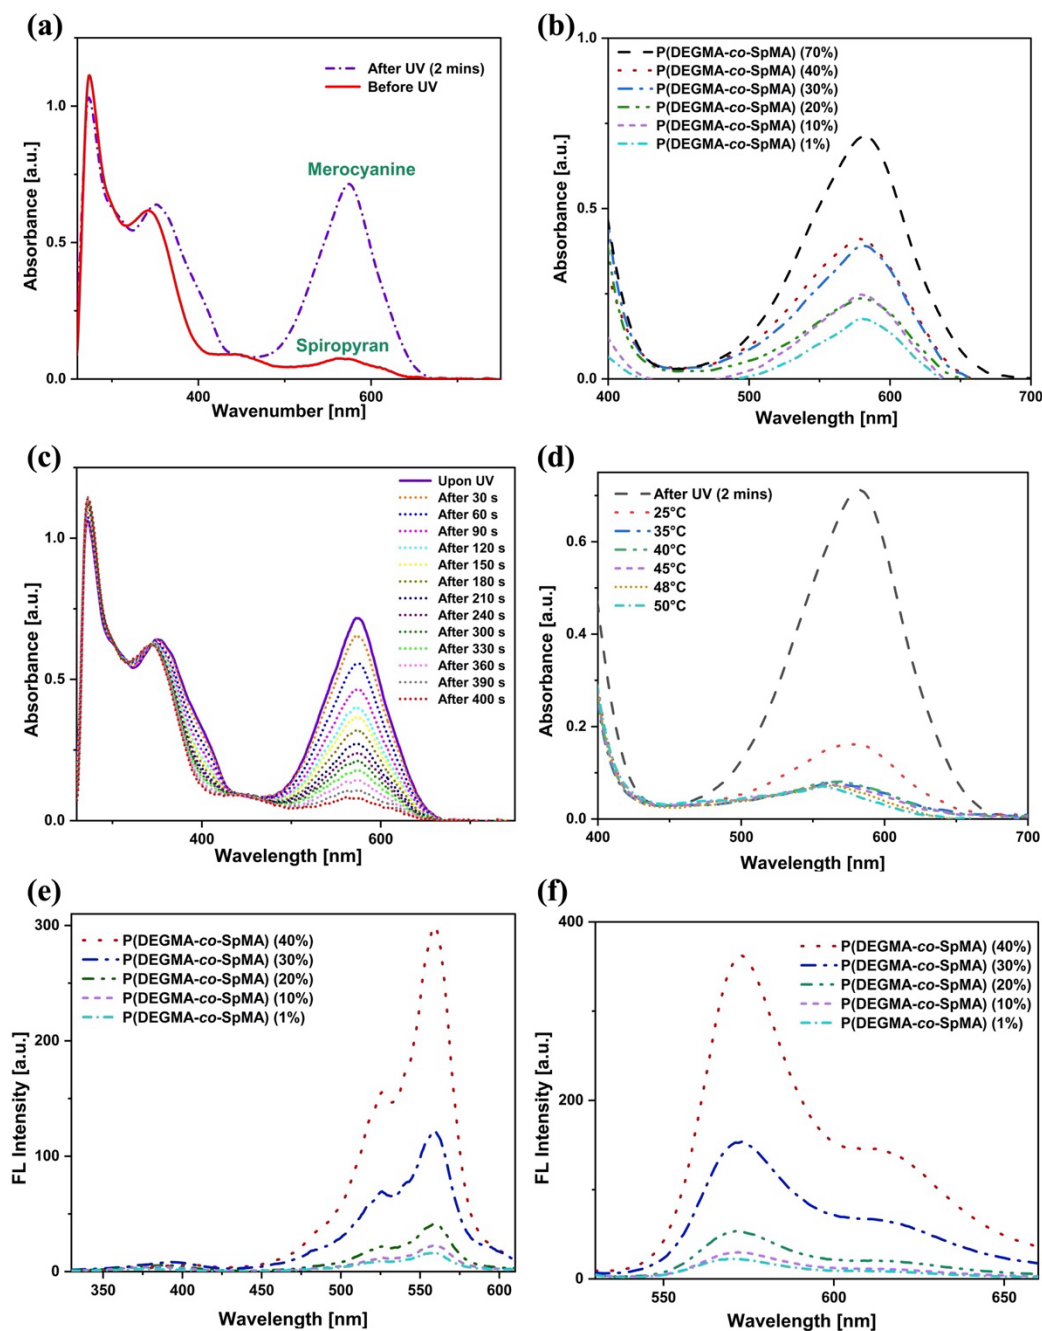 (a)
After UV (2 mins)
Before UV
Merocyanine
Spiropyran
Absorbance [a.u.]
1.0
0.5
0.0
400
600
Wavenumber [nm]
(b)
P(DEGMA-co-SpMA) (70%)
P(DEGMA-co-SpMA) (40%)
P(DEGMA-co-SpMA) (30%)
P(DEGMA-co-SpMA) (20%)
P(DEGMA-co-SpMA) (10%)
P(DEGMA-co-SpMA) (1%)
Absorbance [a.u.]
1.0
0.5
0.0
400
500
600
700
Wavelength [nm]
(c)
Upon UV
After 30 s
After 60 s
After 90 s
After 120 s
After 150 s
After 180 s
After 210 s
After 240 s
After 300 s
After 330 s
After 360 s
After 390 s
After 400 s
Absorbance [a.u.]
1.0
0.5
0.0
400
600
Wavelength [nm]
(d)
After UV (2 mins)
25°C
35°C
40°C
45°C
48°C
50°C
Absorbance [a.u.]
0.6
0.4
0.2
0.0
400
500
600
700
Wavelength [nm]
(e)
P(DEGMA-co-SpMA) (40%)
P(DEGMA-co-SpMA) (30%)
P(DEGMA-co-SpMA) (20%)
P(DEGMA-co-SpMA) (10%)
P(DEGMA-co-SpMA) (1%)
FL Intensity [a.u.]
300
200
100
0
350
400
450
500
550
600
Wavelength [nm]
(f)
P(DEGMA-co-SpMA) (40%)
P(DEGMA-co-SpMA) (30%)
P(DEGMA-co-SpMA) (20%)
P(DEGMA-co-SpMA) (10%)
P(DEGMA-co-SpMA) (1%)
FL Intensity [a.u.]
400
200
0
550
600
650
Wavelength [nm]